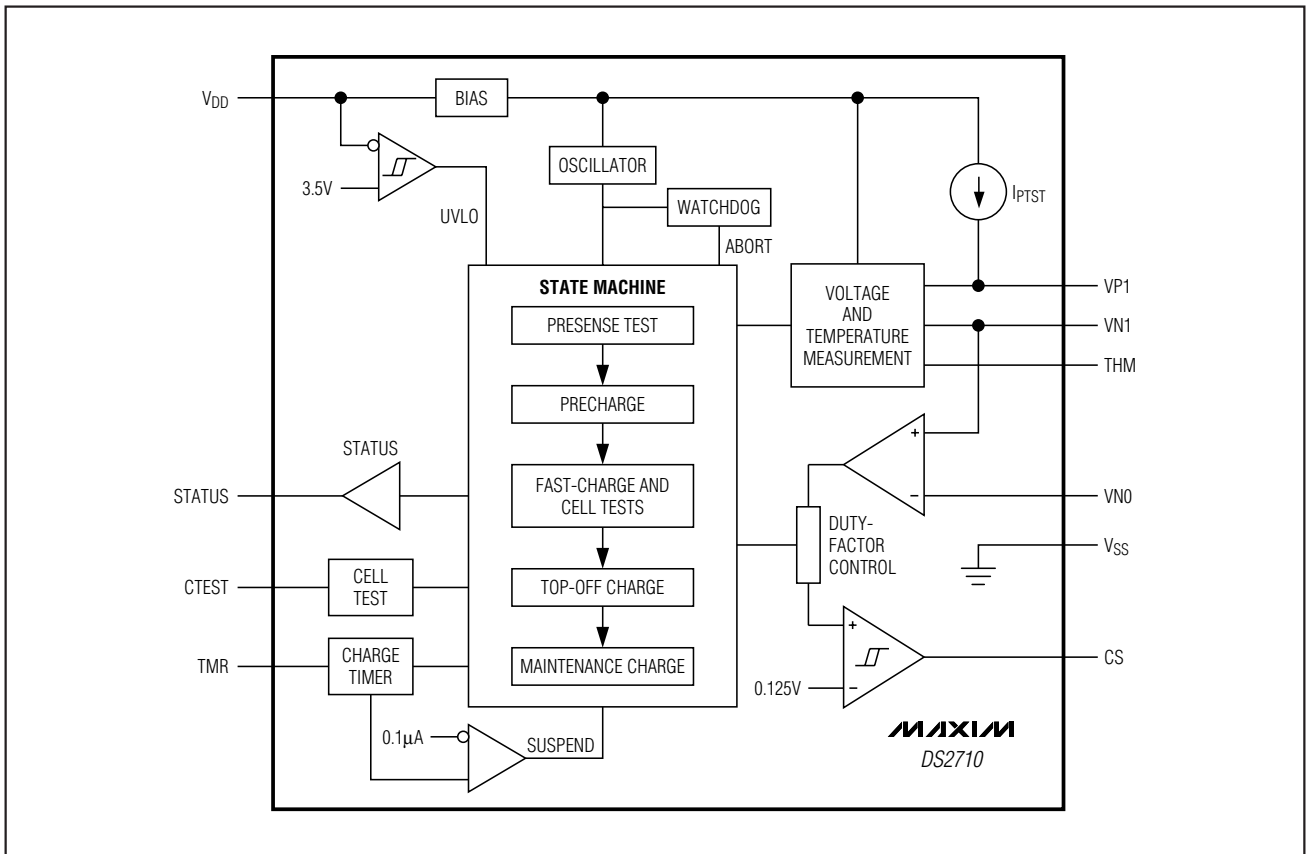 VDD
BIAS
OSCILLATOR
3.5V
UVLO
WATCHDOG
ABORT
IPTST
STATE MACHINE
PRESENSE TEST
PRECHARGE
FAST-CHARGE AND
CELL TESTS
TOP-OFF CHARGE
MAINTENANCE CHARGE
VOLTAGE
AND
TEMPERATURE
MEASUREMENT
VP1
VN1
THM
+
−
VN0
VSS
DUTY-
FACTOR
CONTROL
+
−
0.125V
CS
STATUS
STATUS
CTEST
CELL
TEST
TMR
CHARGE
TIMER
0.1μA
SUSPEND
MAXIM
DS2710